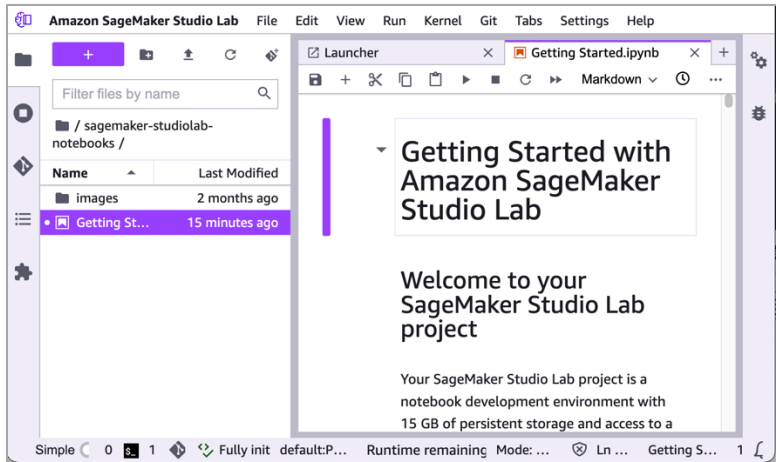 Amazon SageMaker Studio Lab File Edit View Run Kernel Git Tabs Settings Help
+
Launcher
Getting Started.ipynb
+
Markdown
Filter files by name
/ sagemaker-studiolab-
notebooks /
Name Last Modified
images 2 months ago
Getting St... 15 minutes ago
Getting Started with
Amazon SageMaker
Studio Lab
Welcome to your
SageMaker Studio Lab
project
Your SageMaker Studio Lab project is a
notebook development environment with
15 GB of persistent storage and access to a
Simple 0 $_ 1 Fully init default:P... Runtime remaining Mode: ... Ln ... Getting S... 1